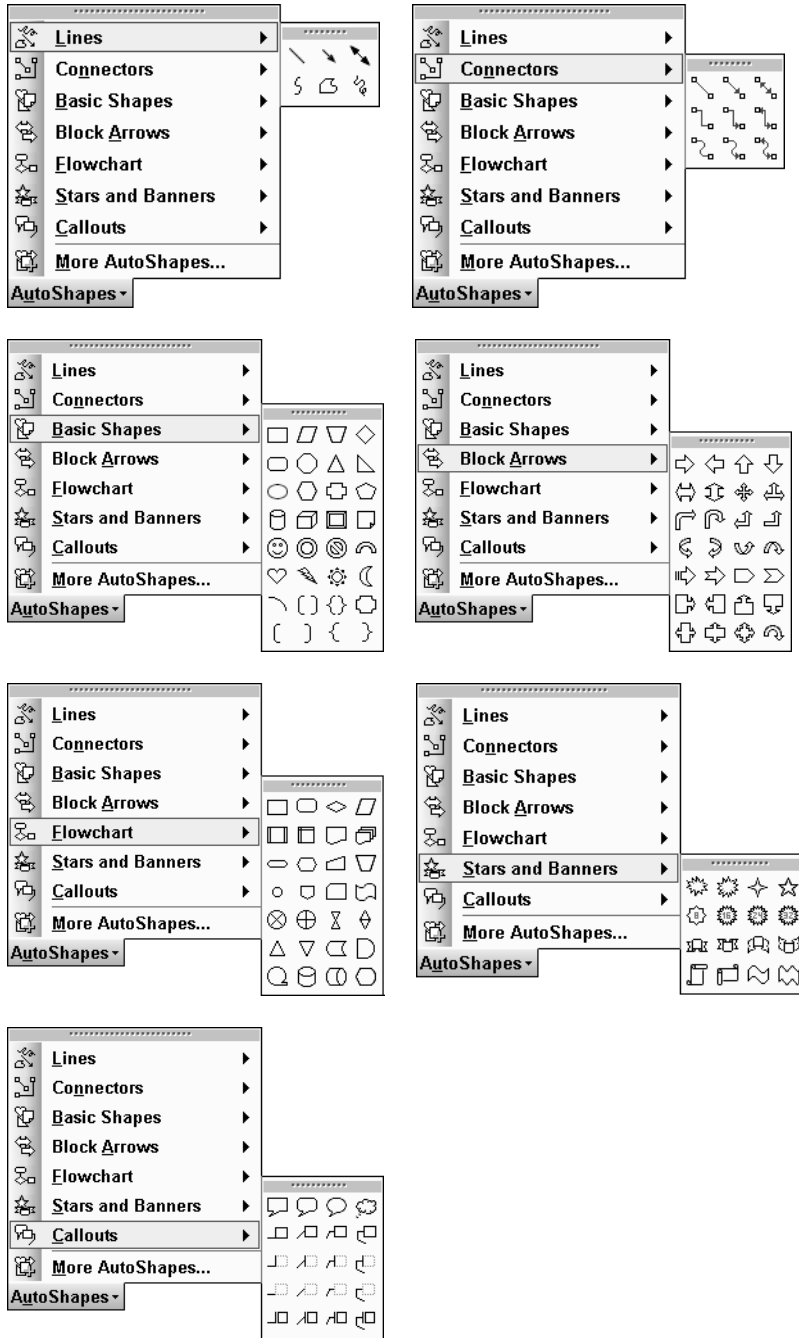 Lines
Connectors
Basic Shapes
Block Arrows
Flowchart
Stars and Banners
Callouts
More AutoShapes...
AutoShapes
Lines
Connectors
Basic Shapes
Block Arrows
Flowchart
Stars and Banners
Callouts
More AutoShapes...
AutoShapes
Lines
Connectors
Basic Shapes
Block Arrows
Flowchart
Stars and Banners
Callouts
More AutoShapes...
AutoShapes
Lines
Connectors
Basic Shapes
Block Arrows
Flowchart
Stars and Banners
Callouts
More AutoShapes...
AutoShapes
Lines
Connectors
Basic Shapes
Block Arrows
Flowchart
Stars and Banners
Callouts
More AutoShapes...
AutoShapes
Lines
Connectors
Basic Shapes
Block Arrows
Flowchart
Stars and Banners
8 16 24 32
Callouts
More AutoShapes...
AutoShapes
Lines
Connectors
Basic Shapes
Block Arrows
Flowchart
Stars and Banners
Callouts
More AutoShapes...
AutoShapes